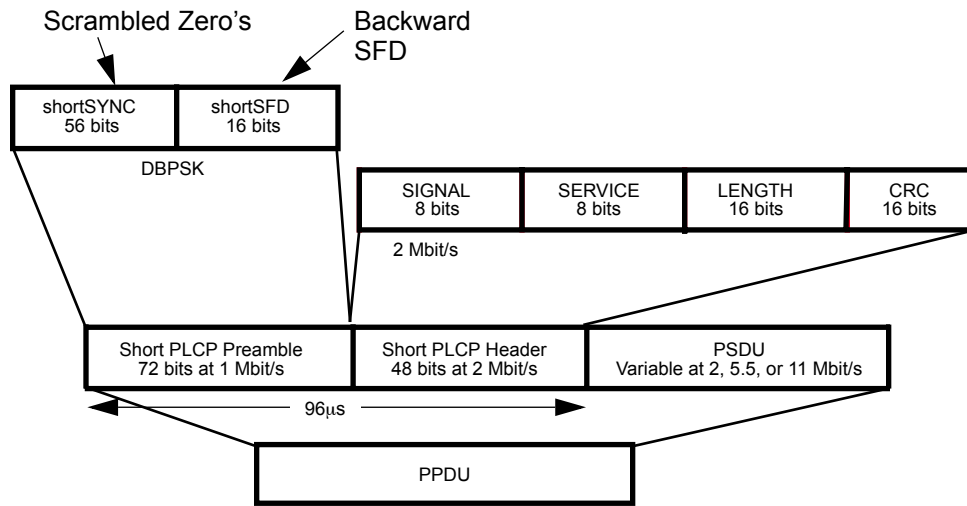 Scrambled Zero's
Backward
SFD
shortSYNC
56 bits
shortSFD
16 bits
DBPSK
SIGNAL
8 bits
SERVICE
8 bits
LENGTH
16 bits
CRC
16 bits
2 Mbit/s
Short PLCP Preamble
72 bits at 1 Mbit/s
Short PLCP Header
48 bits at 2 Mbit/s
PSDU
Variable at 2, 5.5, or 11 Mbit/s
96μs
PPDU